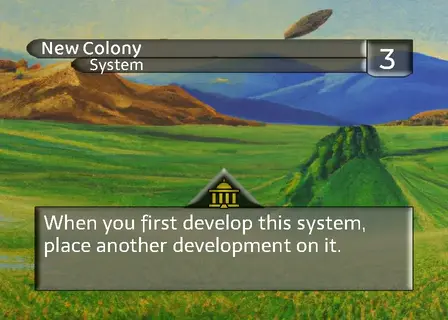 New Colony
System
3
When you first develop this system,
place another development on it.